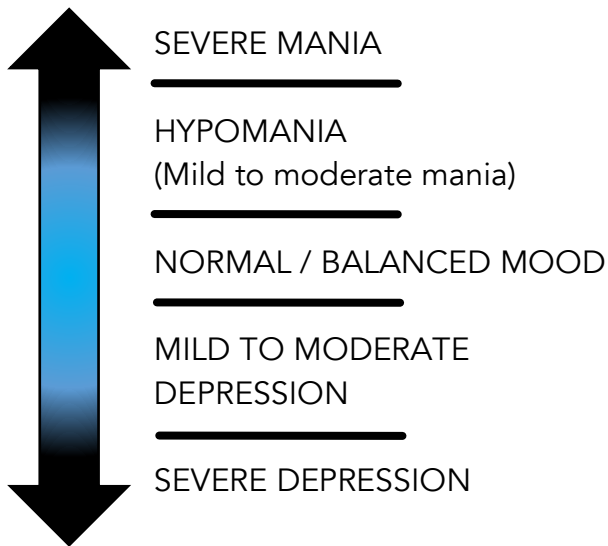 SEVERE MANIA
HYPOMANIA
(Mild to moderate mania)
NORMAL / BALANCED MOOD
MILD TO MODERATE
DEPRESSION
SEVERE DEPRESSION